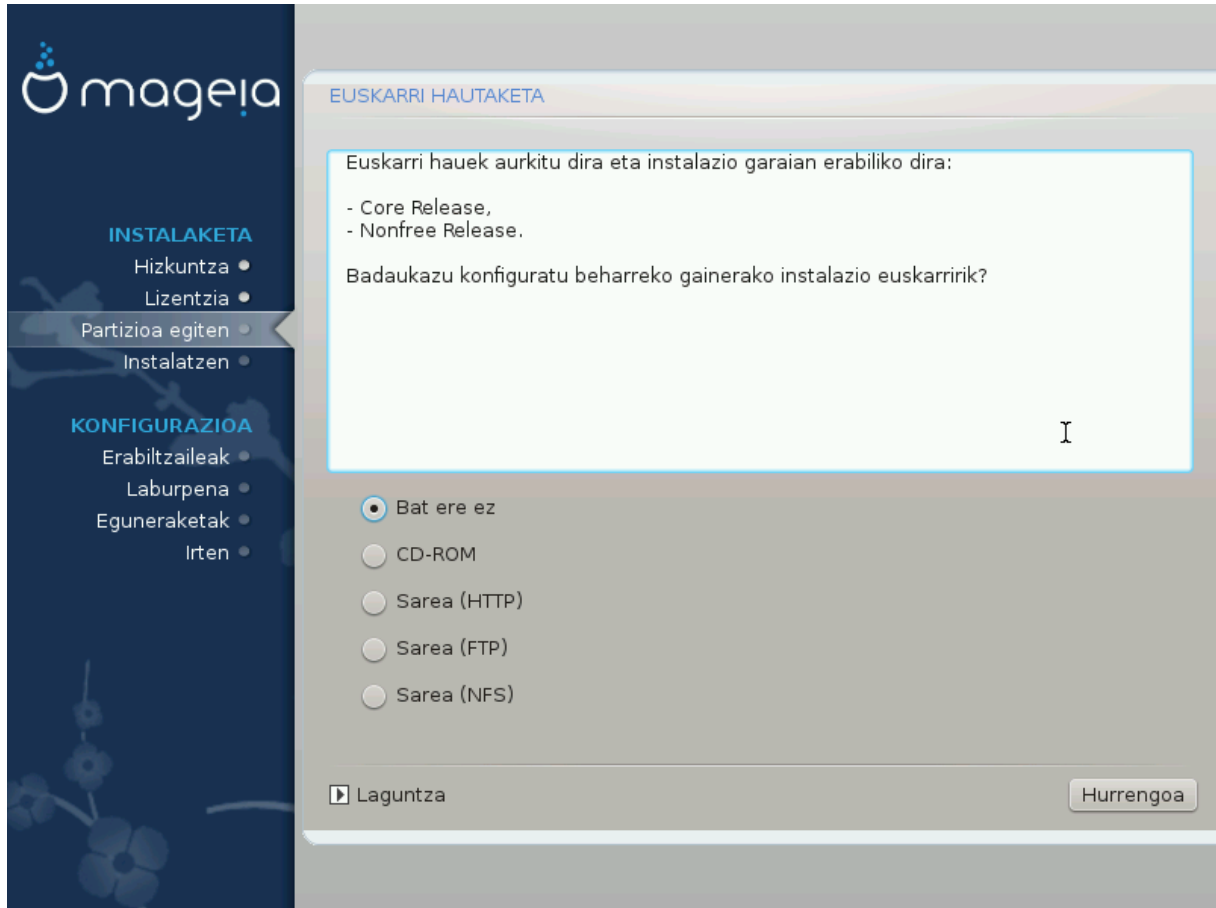 mageia
INSTALAKETA
Hizkuntza
Lizentzia
Partizioa egiten
Instalatzen
KONFIGURAZIOA
Erabiltzaileak
Laburpena
Eguneraketak
Irten
EUSKARRI HAUTAKETA
Euskarri hauek aurkitu dira eta instalazio garaian erabiliko dira:
- Core Release,
- Nonfree Release.
Badaukazu konfiguratu beharreko gainerako instalazio euskarririk?
Bat ere ez
CD-ROM
Sarea (HTTP)
Sarea (FTP)
Sarea (NFS)
Laguntza
Hurrengoa